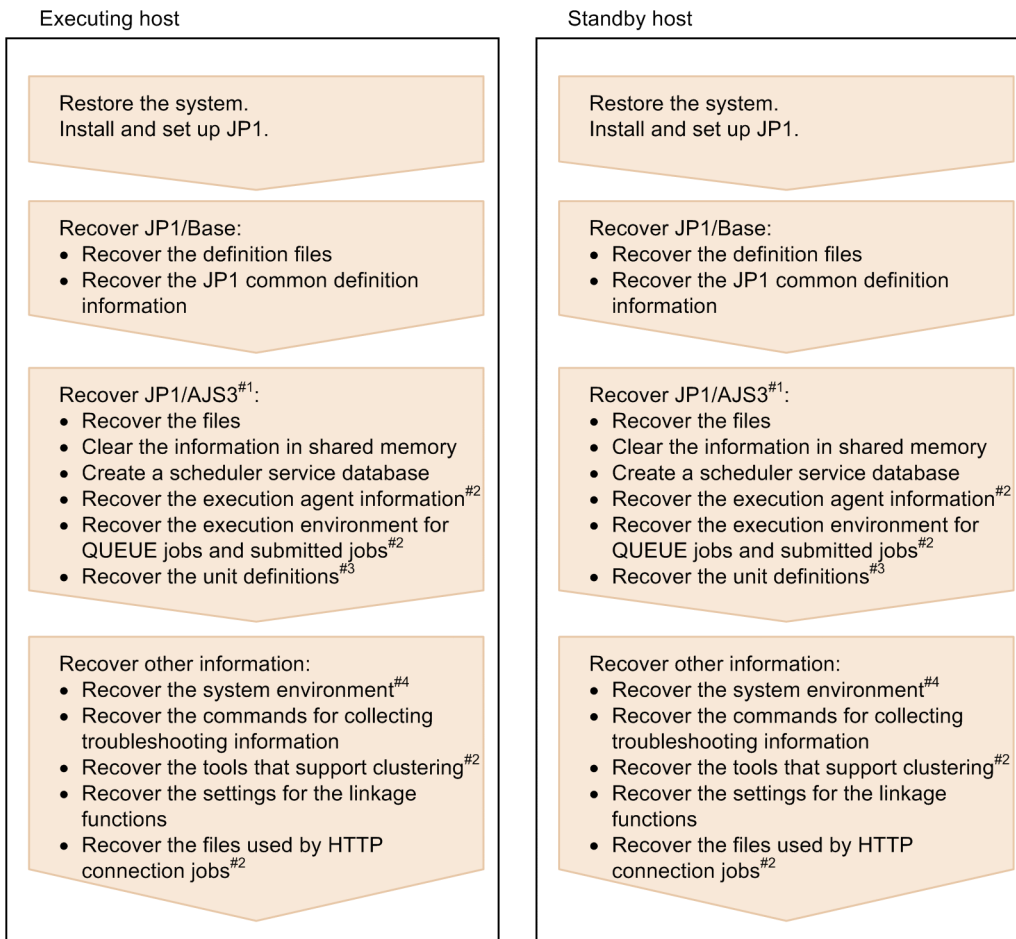 Executing host
Restore the system.
Install and set up JP1.
Recover JP1/Base:
• Recover the definition files
• Recover the JP1 common definition
information
Recover JP1/AJS3#1:
• Recover the files
• Clear the information in shared memory
• Create a scheduler service database
• Recover the execution agent information#2
• Recover the execution environment for
QUEUE jobs and submitted jobs#2
• Recover the unit definitions#3
Recover other information:
• Recover the system environment#4
• Recover the commands for collecting
troubleshooting information
• Recover the tools that support clustering#2
• Recover the settings for the linkage
functions
• Recover the files used by HTTP
connection jobs#2
Standby host
Restore the system.
Install and set up JP1.
Recover JP1/Base:
• Recover the definition files
• Recover the JP1 common definition
information
Recover JP1/AJS3#1:
• Recover the files
• Clear the information in shared memory
• Create a scheduler service database
• Recover the execution agent information#2
• Recover the execution environment for
QUEUE jobs and submitted jobs#2
• Recover the unit definitions#3
Recover other information:
• Recover the system environment#4
• Recover the commands for collecting
troubleshooting information
• Recover the tools that support clustering#2
• Recover the settings for the linkage
functions
• Recover the files used by HTTP
connection jobs#2